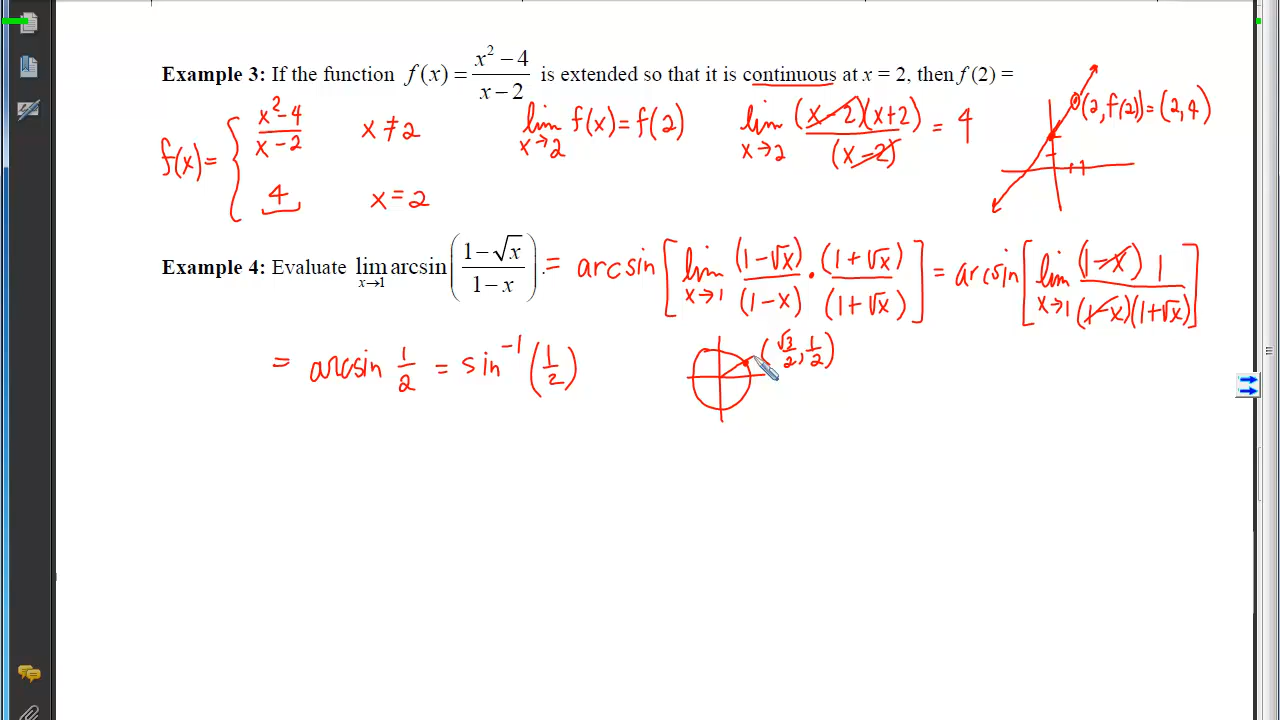 Example 3: If the function f(x) = (x² − 4)/(x − 2) is extended so that it is continuous at x = 2, then f(2) =
f(x) = { (x²−4)/(x−2)   x ≠ 2      lim x→2 f(x) = f(2)      lim x→2 (x−2)(x+2)/(x−2) = 4      (2, f(2)) = (2,4)
4   x = 2
Example 4: Evaluate lim x→1 arcsin((1 − √x)/(1 − x)). = arcsin[lim x→1 (1−√x)/(1−x) · (1+√x)/(1+√x)] = arcsin[lim x→1 (1−x) 1/(1−x)(1+√x)]
= arcsin 1/2 = sin⁻¹(1/2)      (√3/2, 1/2)